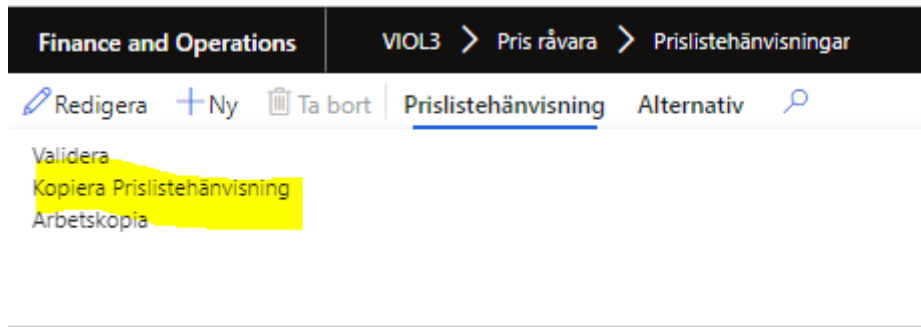 Finance and Operations VIOL3 > Pris råvara > Prislistehänvisningar
Redigera + Ny Ta bort Prislistehänvisning Alternativ
Validera
Kopiera Prislistehänvisning
Arbetskopia